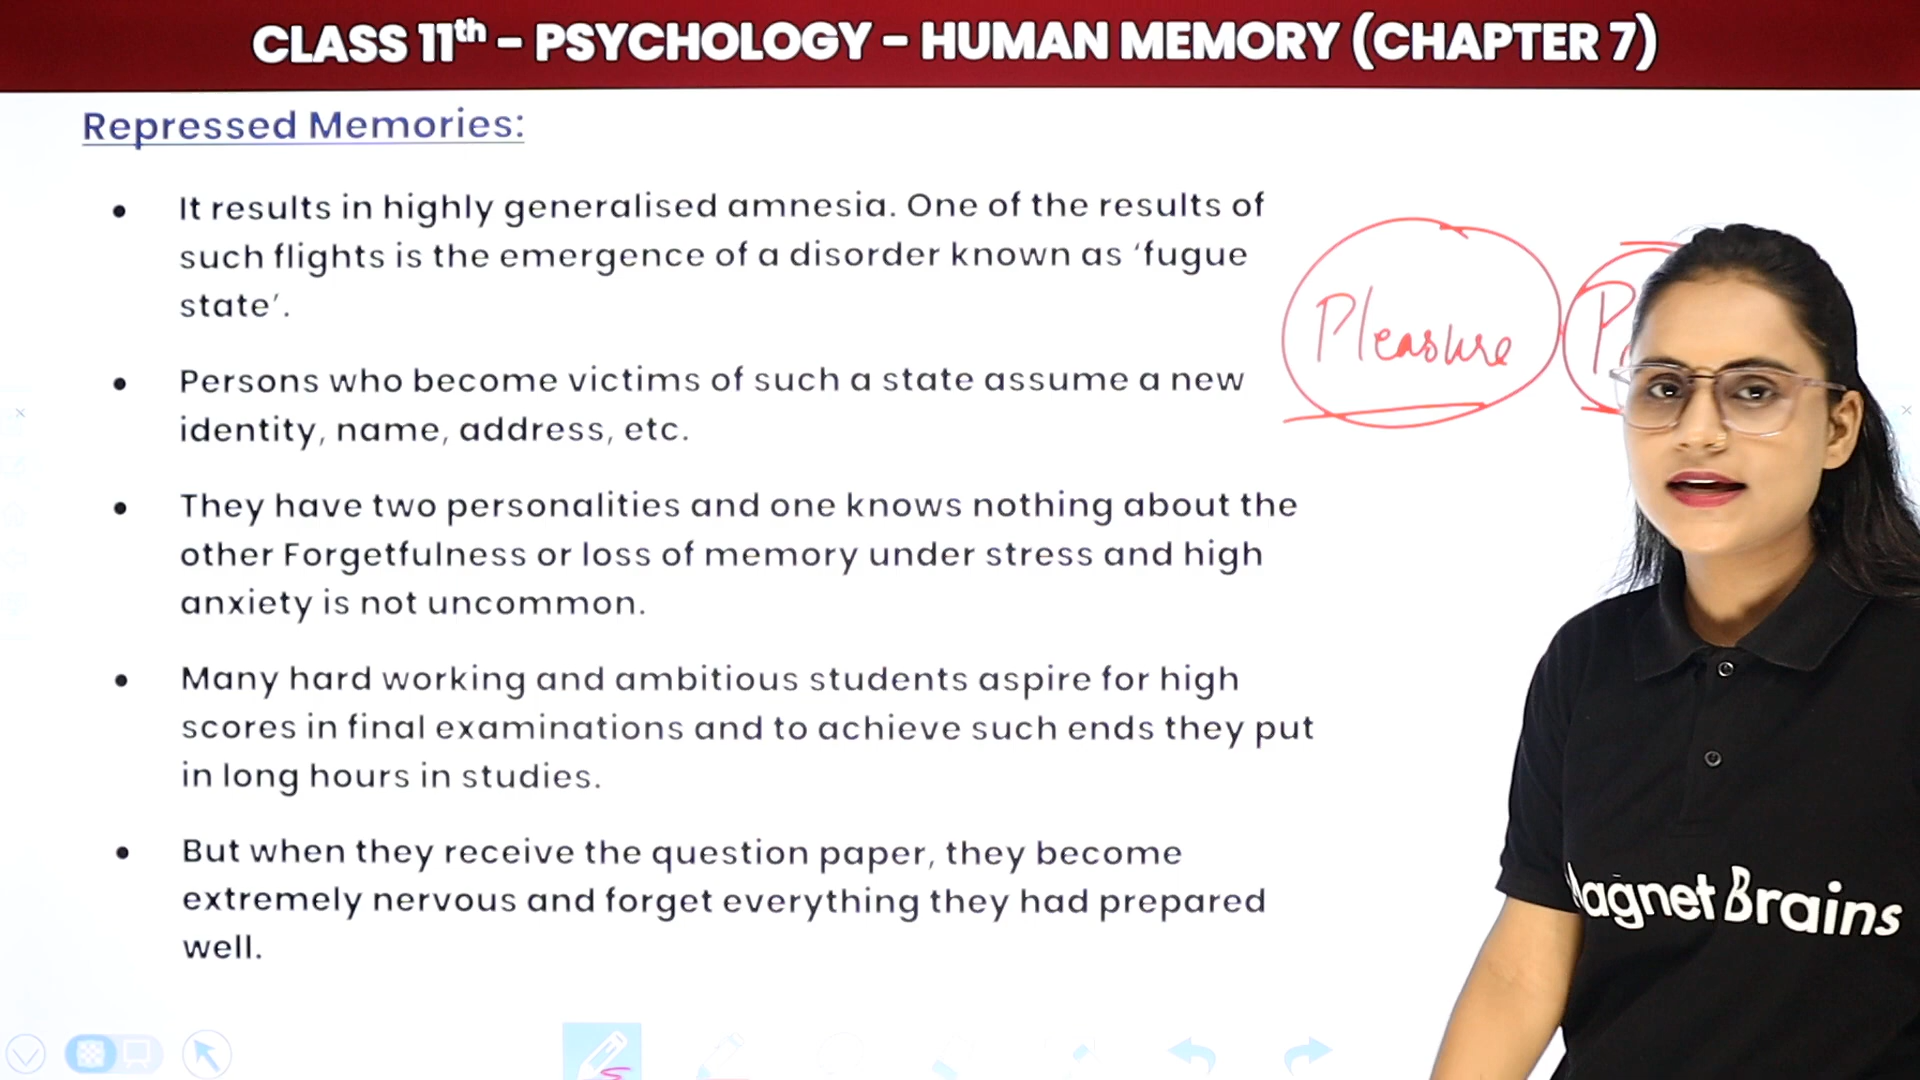 CLASS 11th – PSYCHOLOGY – HUMAN MEMORY (CHAPTER 7)
Repressed Memories:
• It results in highly generalised amnesia. One of the results of
such flights is the emergence of a disorder known as ‘fugue
state’.
• Persons who become victims of such a state assume a new
identity, name, address, etc.
• They have two personalities and one knows nothing about the
other Forgetfulness or loss of memory under stress and high
anxiety is not uncommon.
• Many hard working and ambitious students aspire for high
scores in final examinations and to achieve such ends they put
in long hours in studies.
• But when they receive the question paper, they become
extremely nervous and forget everything they had prepared
well.
Pleasure
Magnet Brains